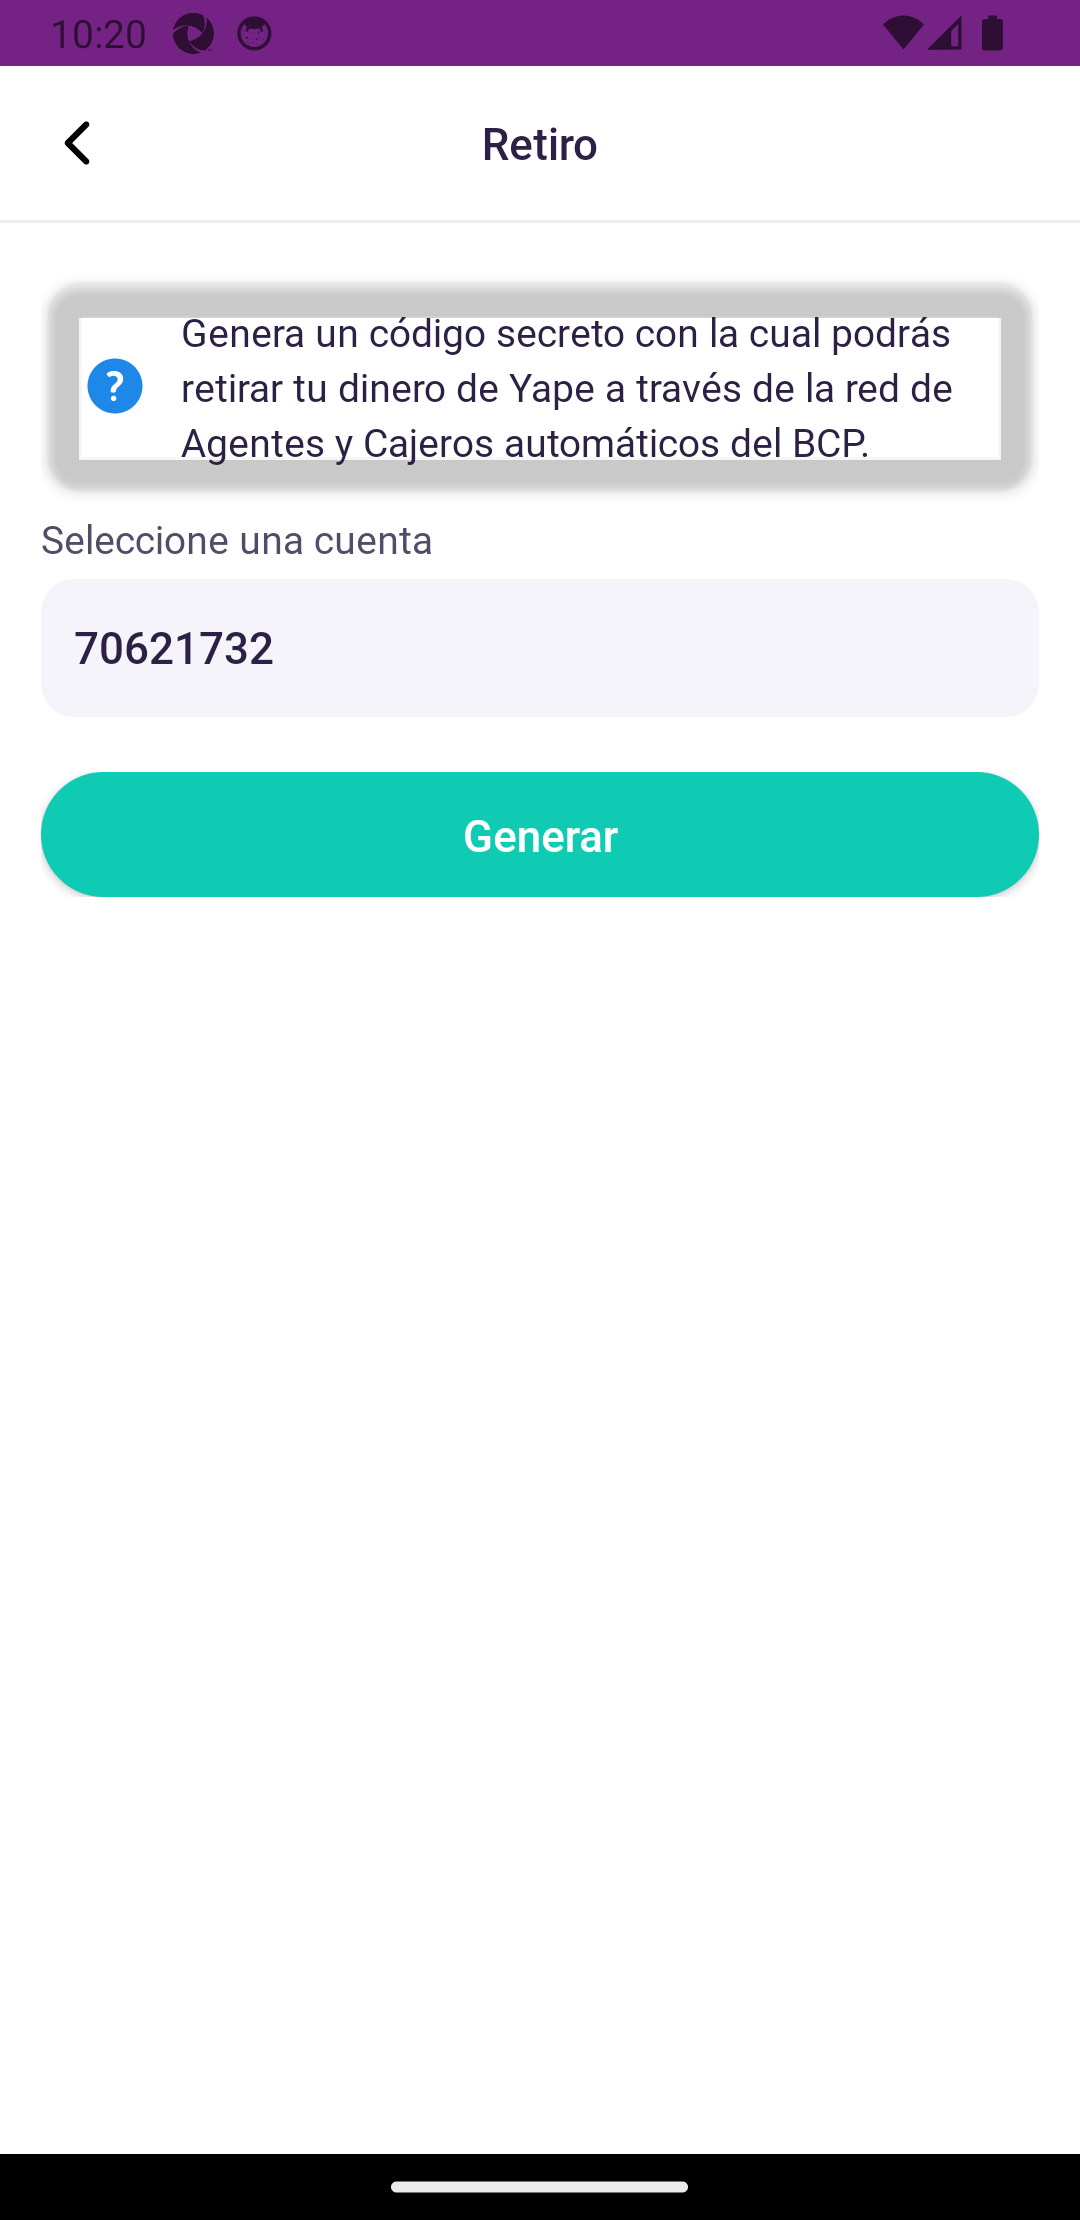 10:20
Retiro
Genera un código secreto con la cual podrás
retirar tu dinero de Yape a través de la red de
Agentes y Cajeros automáticos del BCP.
Seleccione una cuenta
70621732
Generar